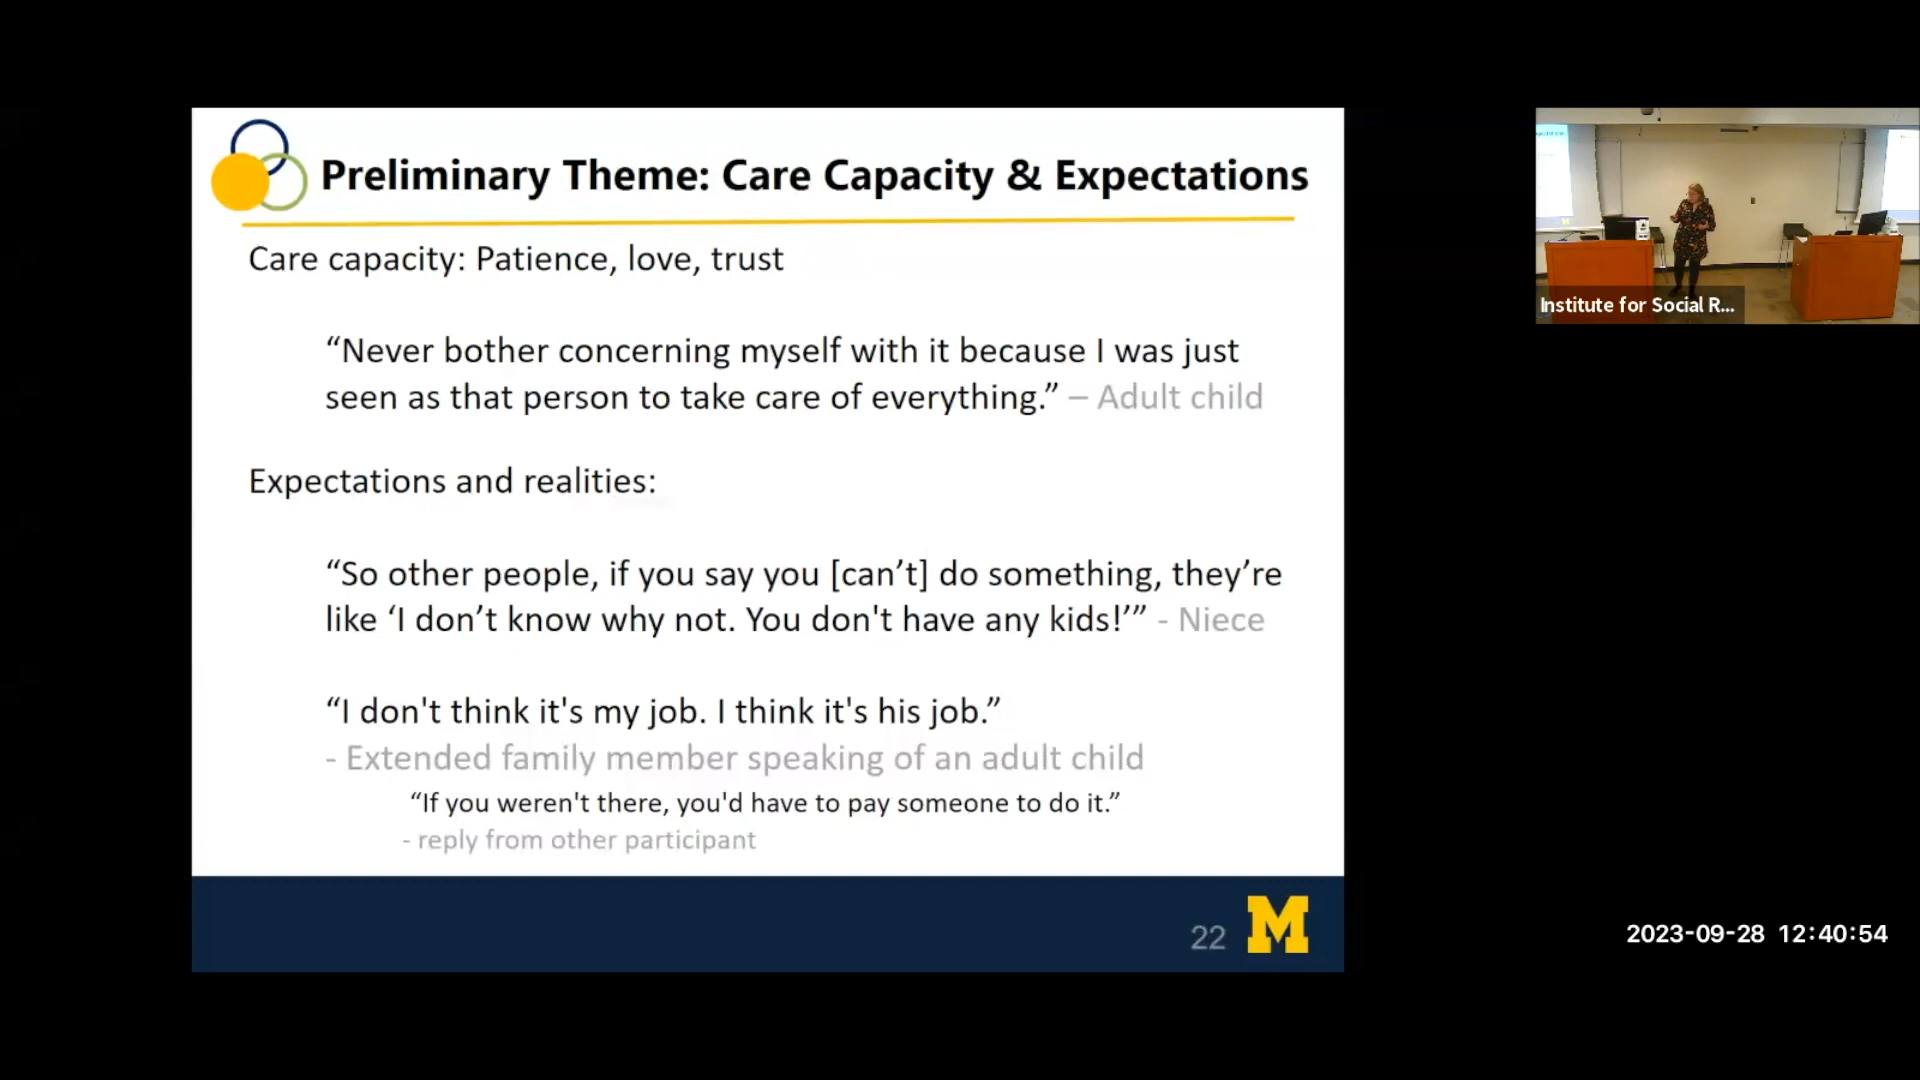 Preliminary Theme: Care Capacity & Expectations
Care capacity: Patience, love, trust
“Never bother concerning myself with it because I was just
seen as that person to take care of everything.” – Adult child
Expectations and realities:
“So other people, if you say you [can’t] do something, they’re
like ‘I don’t know why not. You don't have any kids!’” - Niece
“I don't think it's my job. I think it's his job.”
- Extended family member speaking of an adult child
“If you weren't there, you'd have to pay someone to do it.”
- reply from other participant
22
M
Institute for Social R...
2023-09-28 12:40:54